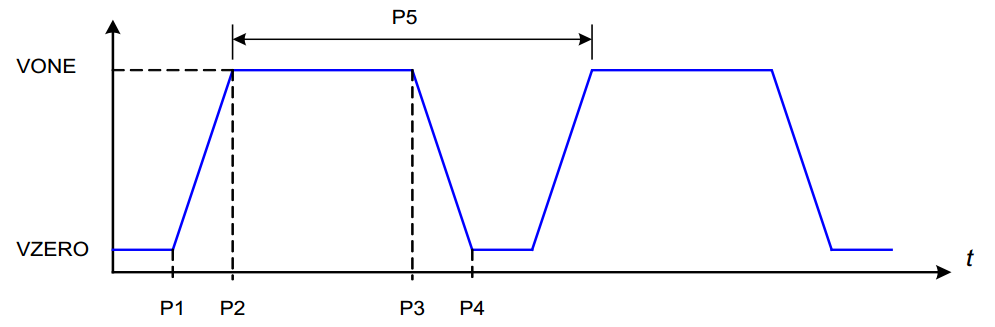 P5
VONE
VZERO
t
P1 P2 P3 P4